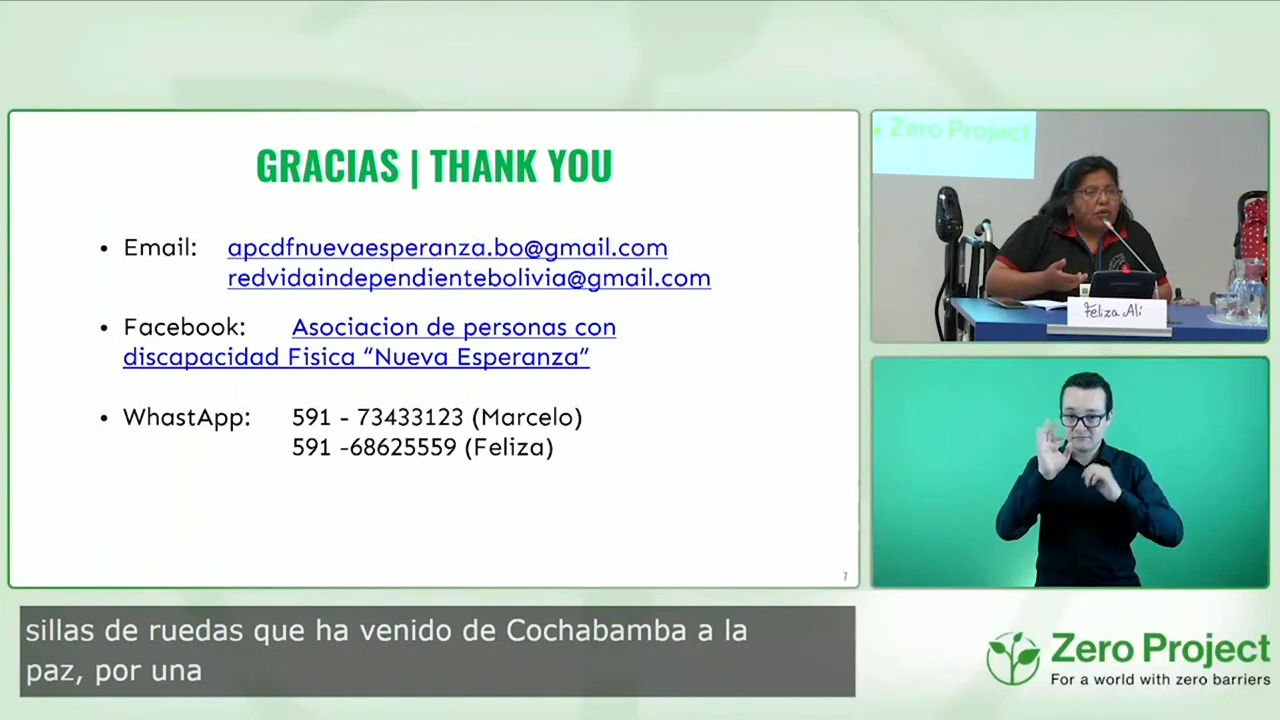 GRACIAS | THANK YOU
• Email: apcdfnuevaesperanza.bo@gmail.com
redvidaindependientebolivia@gmail.com
• Facebook: Asociacion de personas con
discapacidad Fisica “Nueva Esperanza”
• WhastApp: 591 - 73433123 (Marcelo)
591 -68625559 (Feliza)
7
Zero Project
Feliza Ali
sillas de ruedas que ha venido de Cochabamba a la
paz, por una
Zero Project
For a world with zero barriers